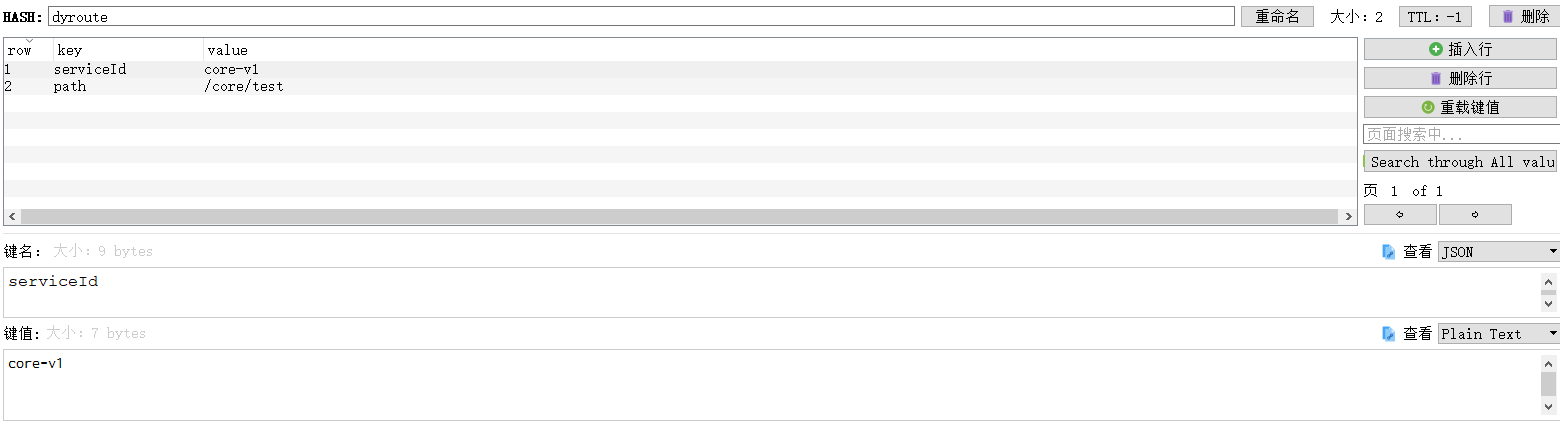 HASH: dyroute 重命名 大小: 2 TTL: -1 删除
row key value
1 serviceId core-v1
2 path /core/test
插入行
删除行
重载键值
页面搜索中...
Search through All valu
页 1 of 1
键名: 大小: 9 bytes 查看 JSON
serviceId
键值: 大小: 7 bytes 查看 Plain Text
core-v1